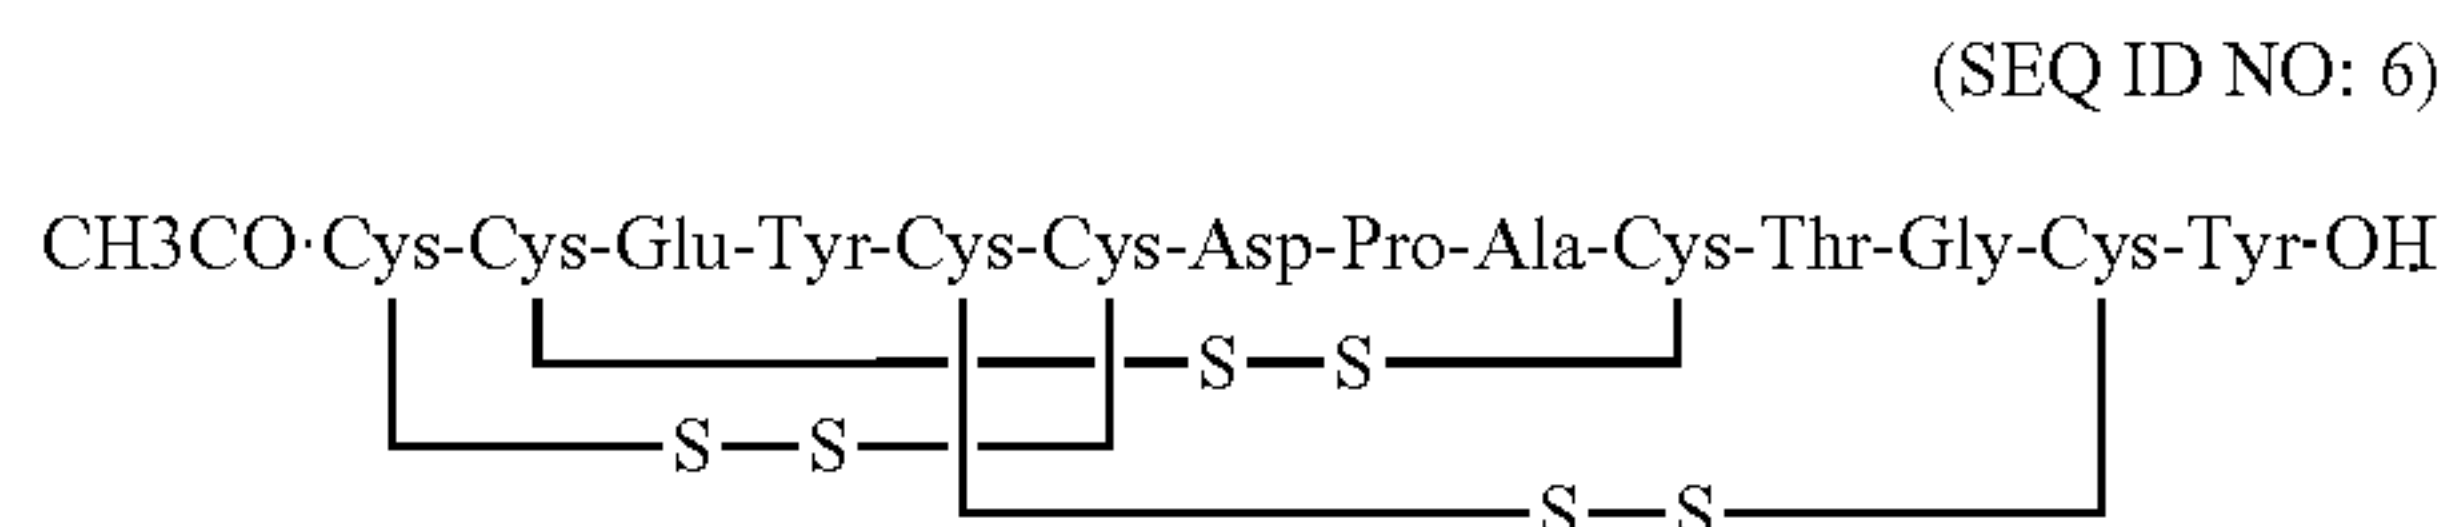 (SEQ ID NO: 6)
CH3CO·Cys-Cys-Glu-Tyr-Cys-Cys-Asp-Pro-Ala-Cys-Thr-Gly-Cys-Tyr·OH
S—S
S—S
S—S